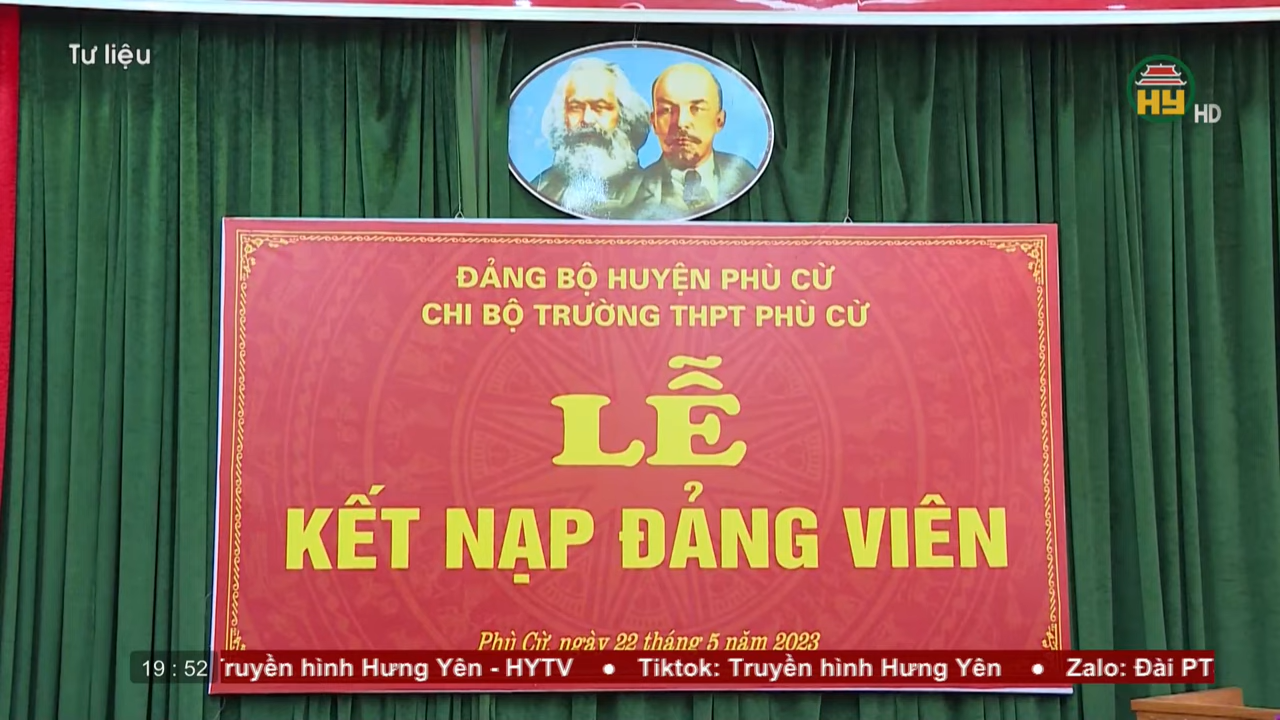 Tư liệu
HY HD
ĐẢNG BỘ HUYỆN PHÙ CỪ
CHI BỘ TRƯỜNG THPT PHÙ CỪ
LỄ
KẾT NẠP ĐẢNG VIÊN
Phù Cừ, ngày 22 tháng 5 năm 2023
19 : 52 Truyền hình Hưng Yên - HYTV • Tiktok: Truyền hình Hưng Yên • Zalo: Đài PT